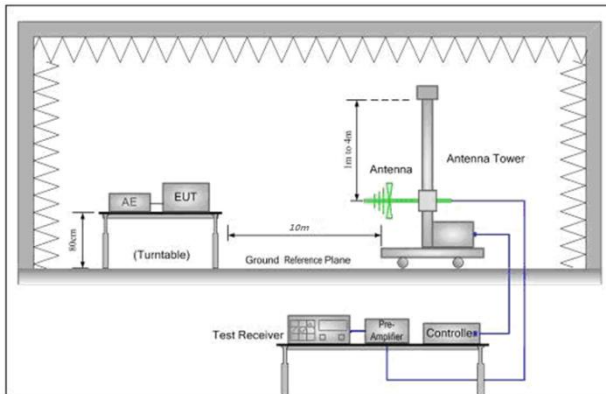 1m to 4m
Antenna
Antenna Tower
AE
EUT
80cm
(Turntable)
10m
Ground Reference Plane
Test Receiver
Pre-
Amplifier
Controller